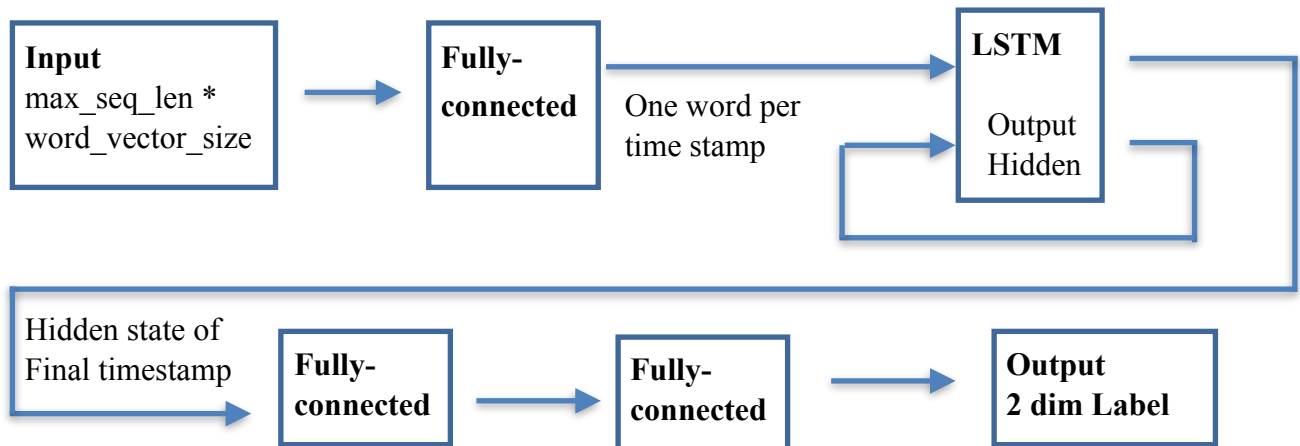 Input
max_seq_len *
word_vector_size
Fully-
connected
One word per
time stamp
LSTM
Output
Hidden
Hidden state of
Final timestamp
Fully-
connected
Fully-
connected
Output
2 dim Label